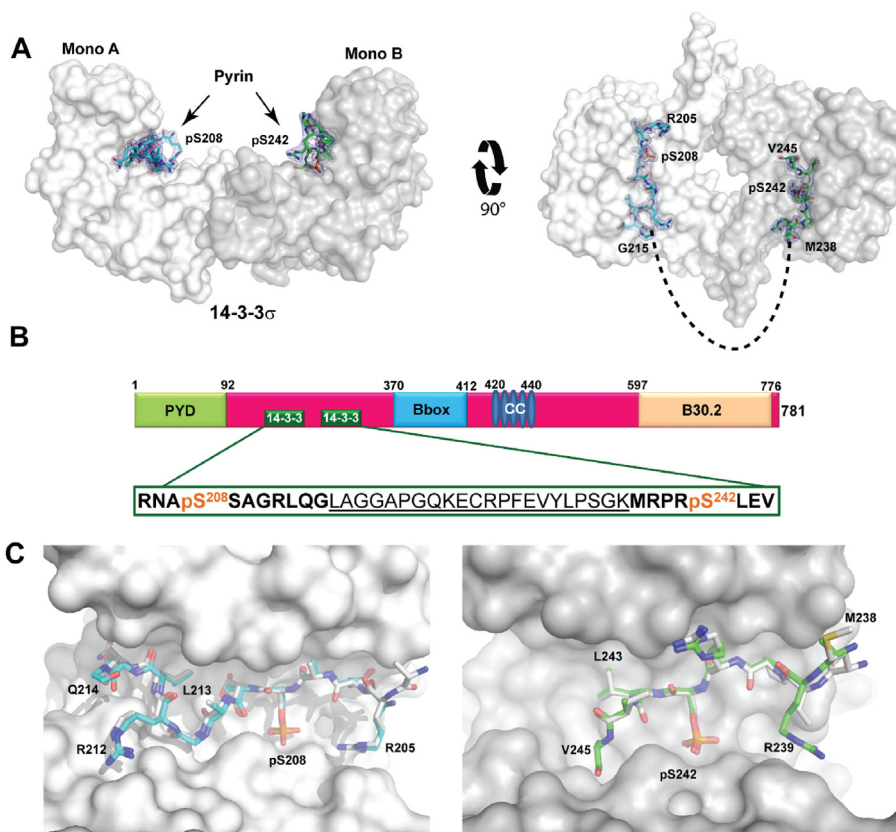 A
Mono A
Mono B
Pyrin
pS208
pS242
14-3-3σ
90°
R205
pS208
V245
pS242
G215
M238
B
1 92 370 412 420 440 597 776
PYD 14-3-3 14-3-3 Bbox CC B30.2 781
RNApS²⁰⁸SAGRLQGLAGGAPGQKECRPFEVYLPSGKMRPRpS²⁴²LEV
C
Q214
L213
R212
pS208
R205
M238
L243
V245
R239
pS242